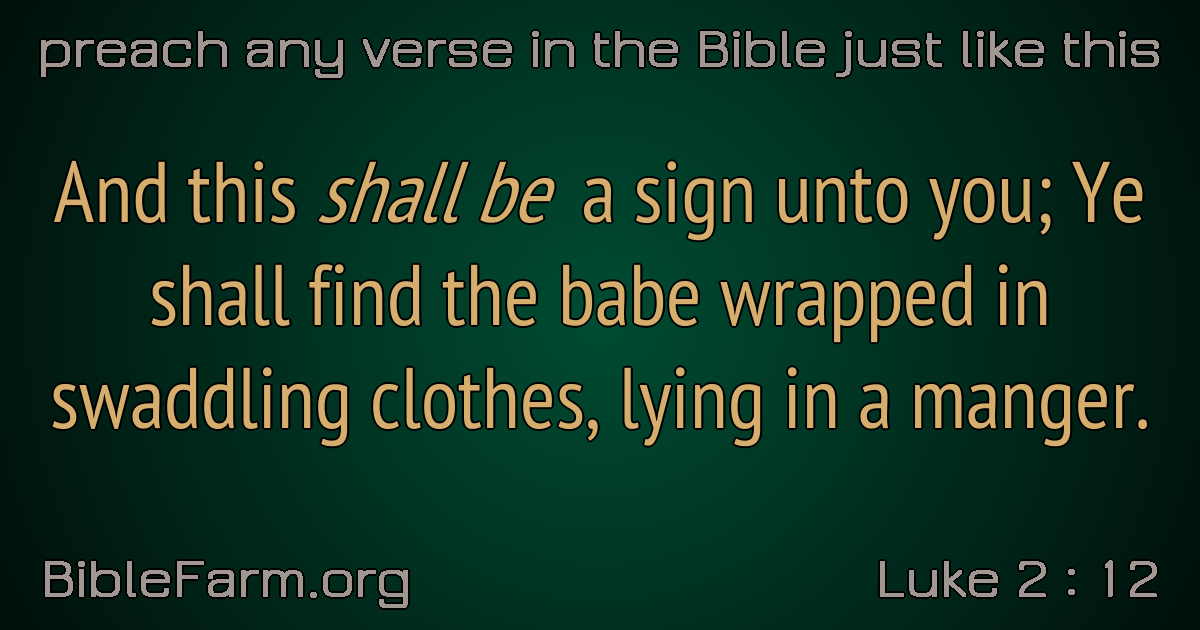 preach any verse in the Bible just like this
And this shall be a sign unto you; Ye
shall find the babe wrapped in
swaddling clothes, lying in a manger.
BibleFarm.org
Luke 2 : 12